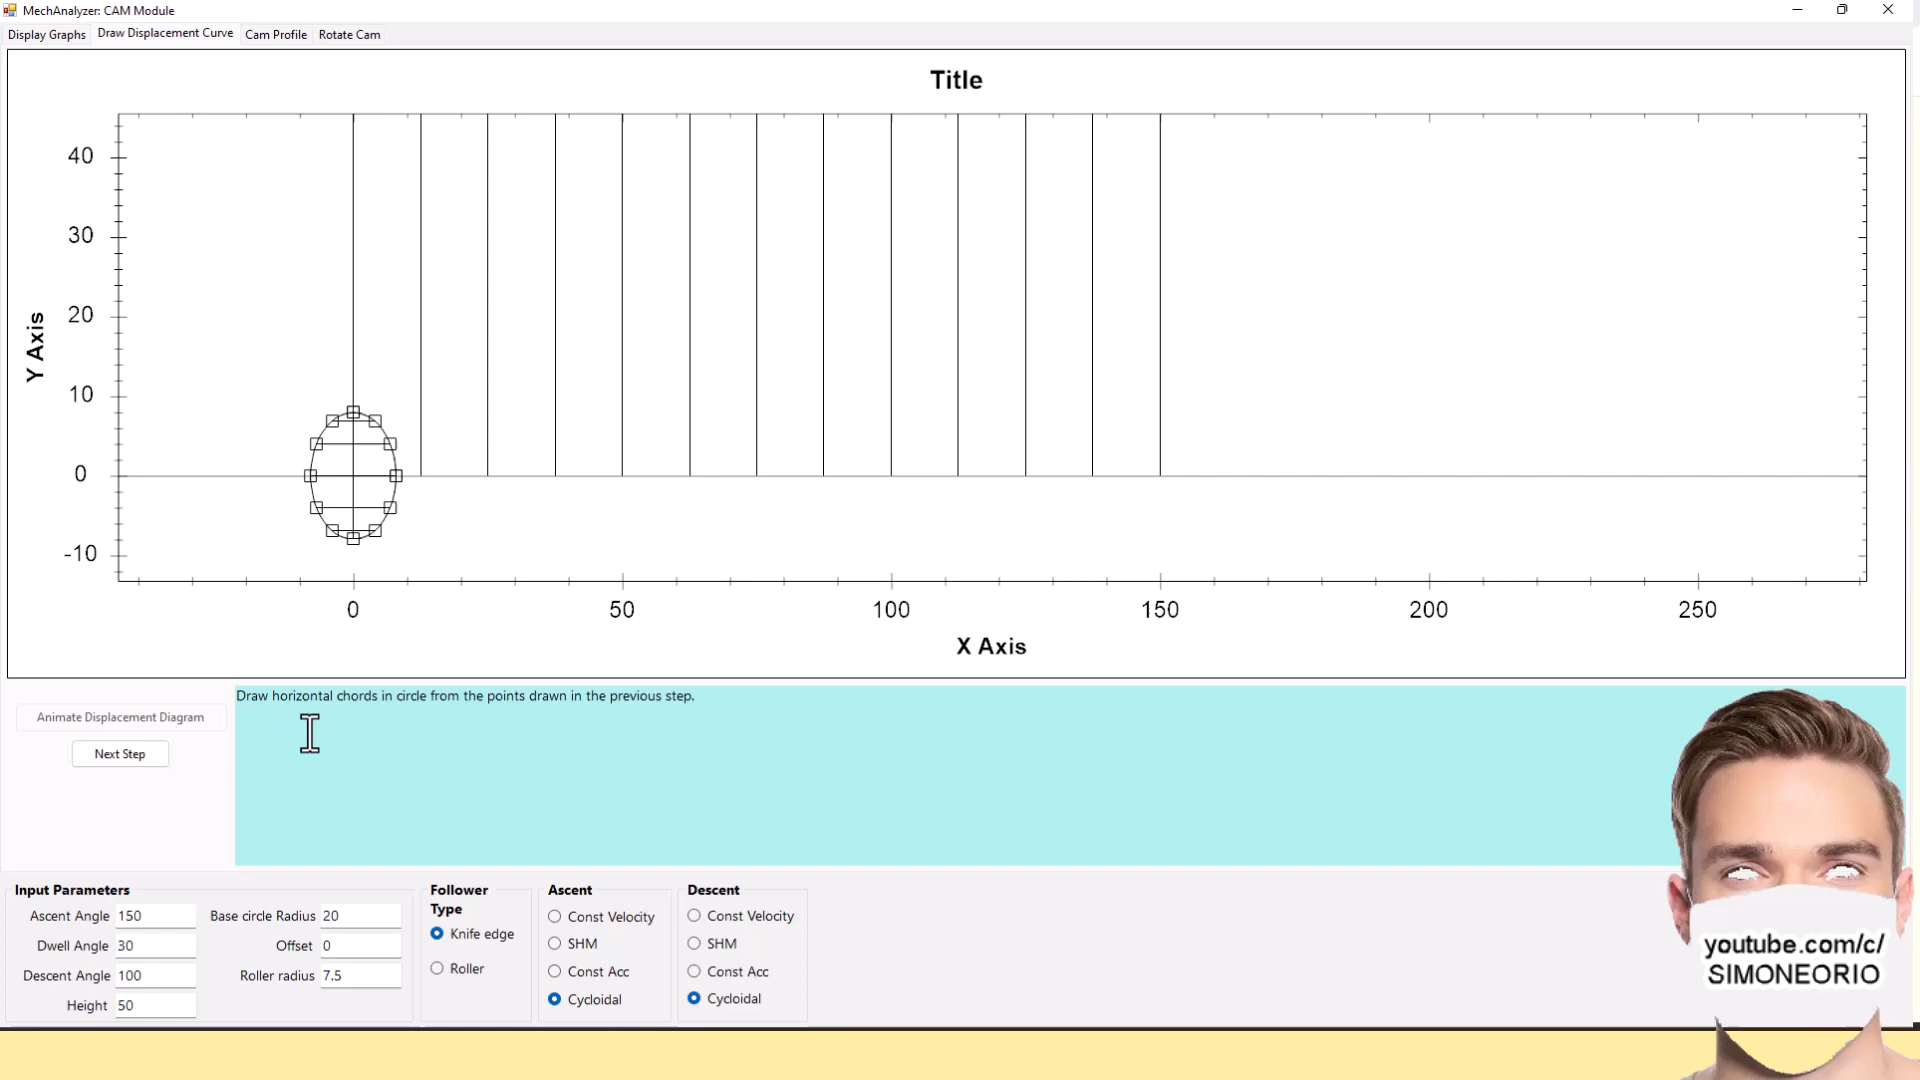 MechAnalyzer: CAM Module
Display Graphs
Draw Displacement Curve
Cam Profile
Rotate Cam
Title
40
30
20
10
0
-10
Y Axis
0
50
100
150
200
250
X Axis
Draw horizontal chords in circle from the points drawn in the previous step.
Animate Displacement Diagram
Next Step
Input Parameters
Ascent Angle 150
Base circle Radius 20
Dwell Angle 30
Offset 0
Descent Angle 100
Roller radius 7.5
Height 50
Follower
Type
Knife edge
Roller
Ascent
Const Velocity
SHM
Const Acc
Cycloidal
Descent
Const Velocity
SHM
Const Acc
Cycloidal
youtube.com/c/
SIMONEORIO